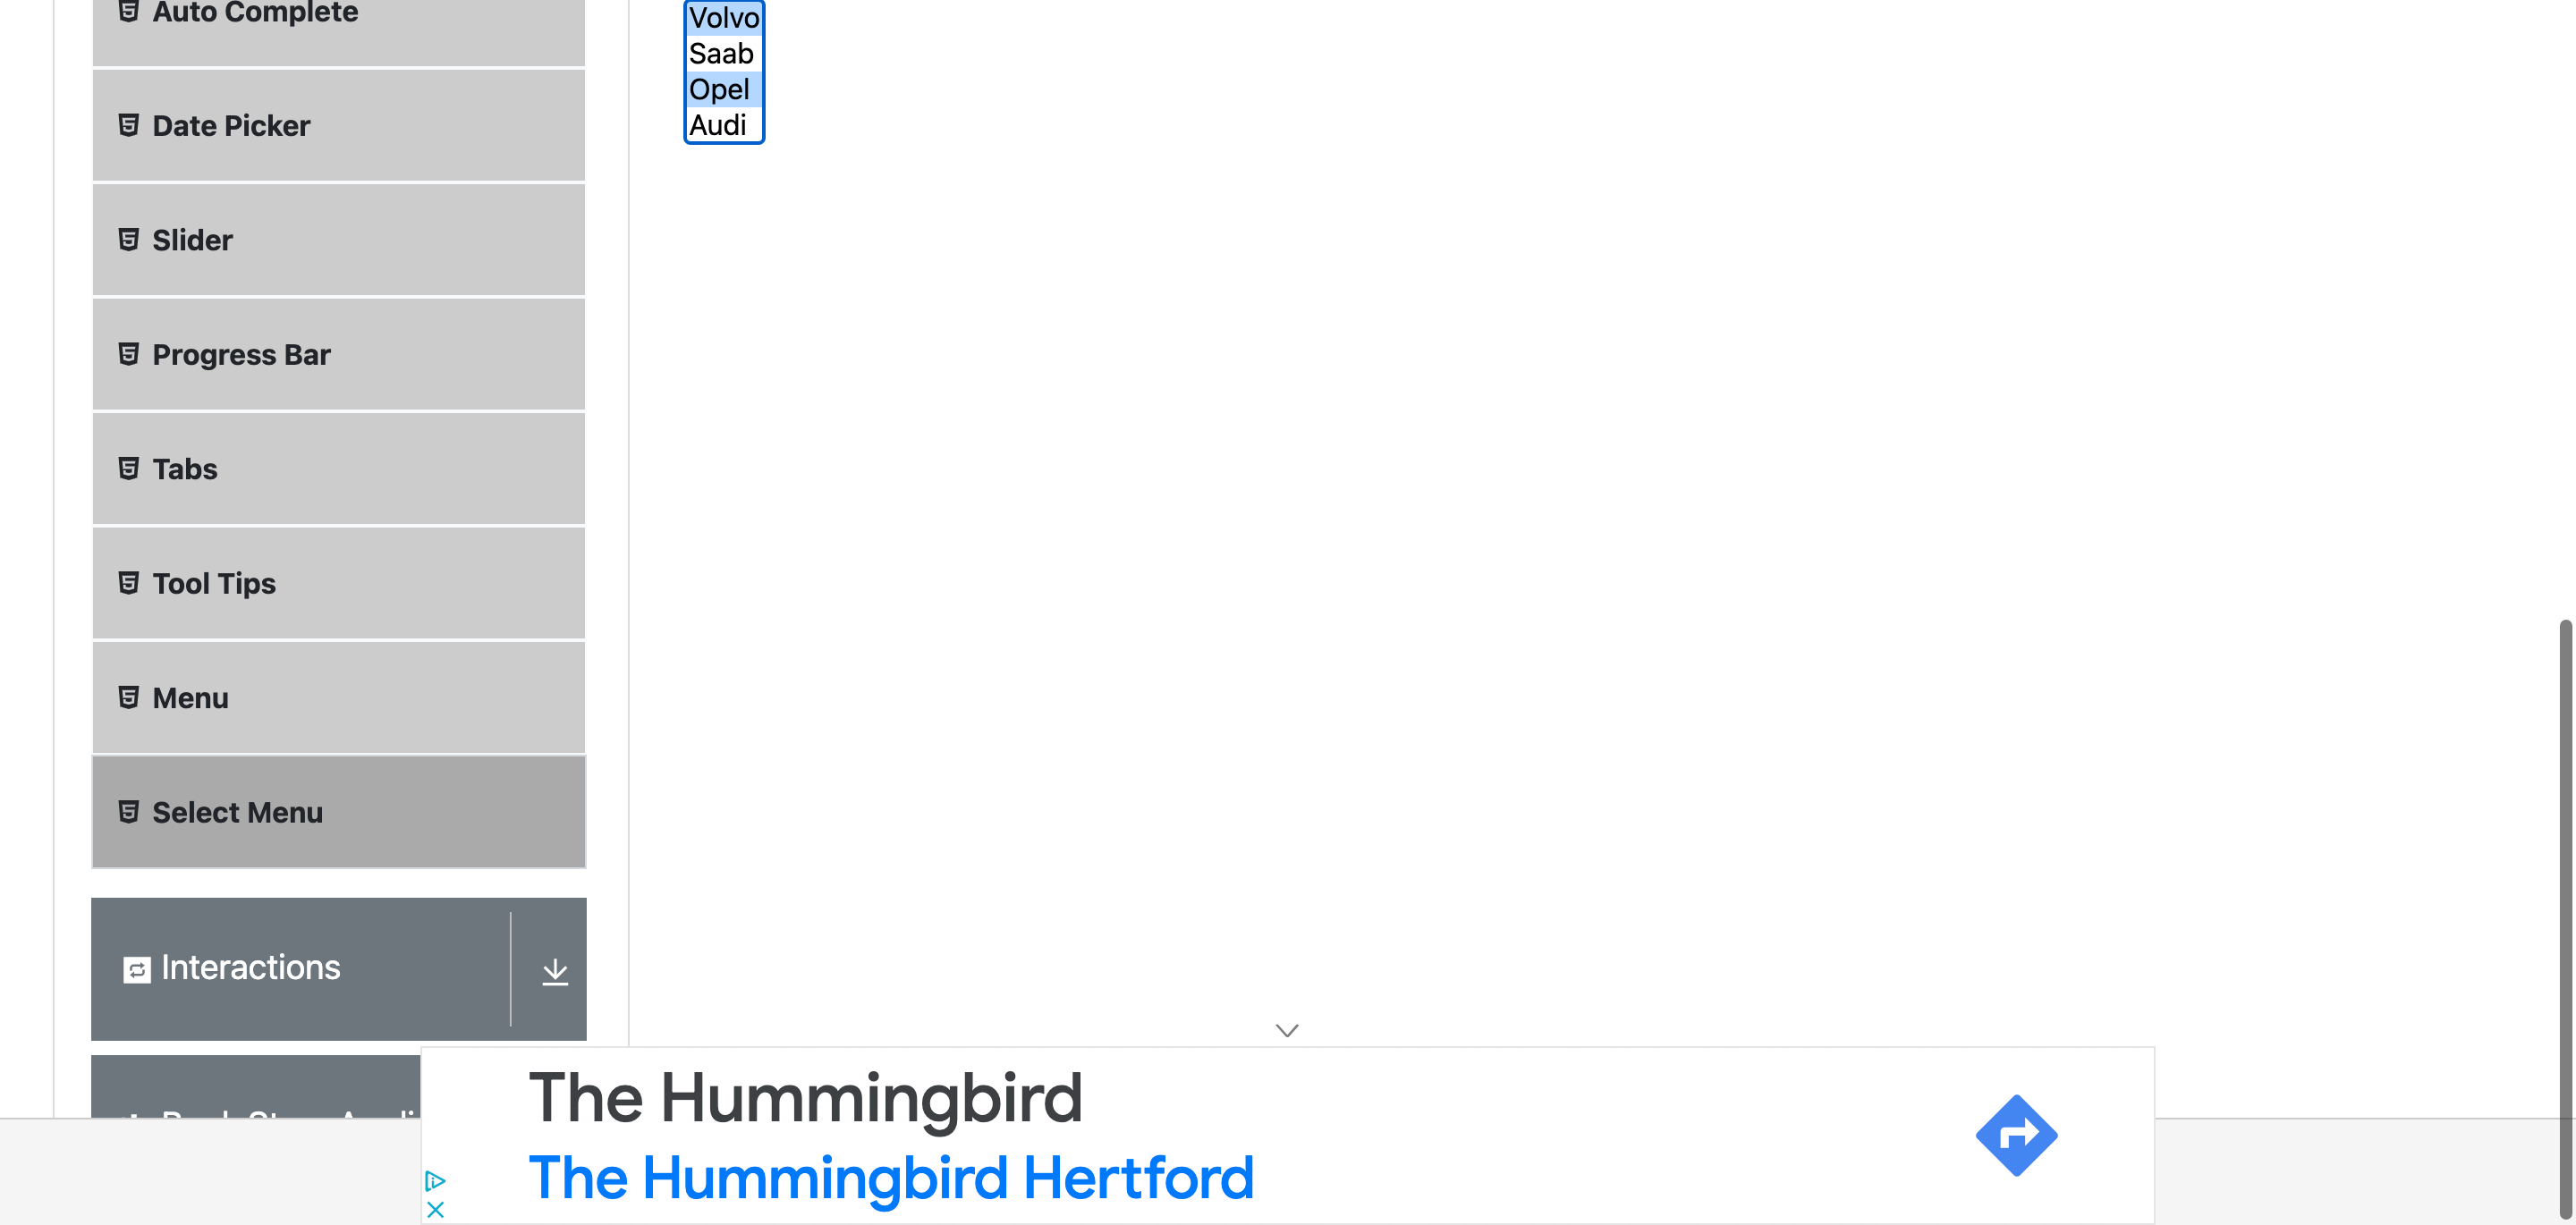 Auto Complete
Date Picker
Slider
Progress Bar
Tabs
Tool Tips
Menu
Select Menu
Interactions
Volvo
Saab
Opel
Audi
The Hummingbird
The Hummingbird Hertford